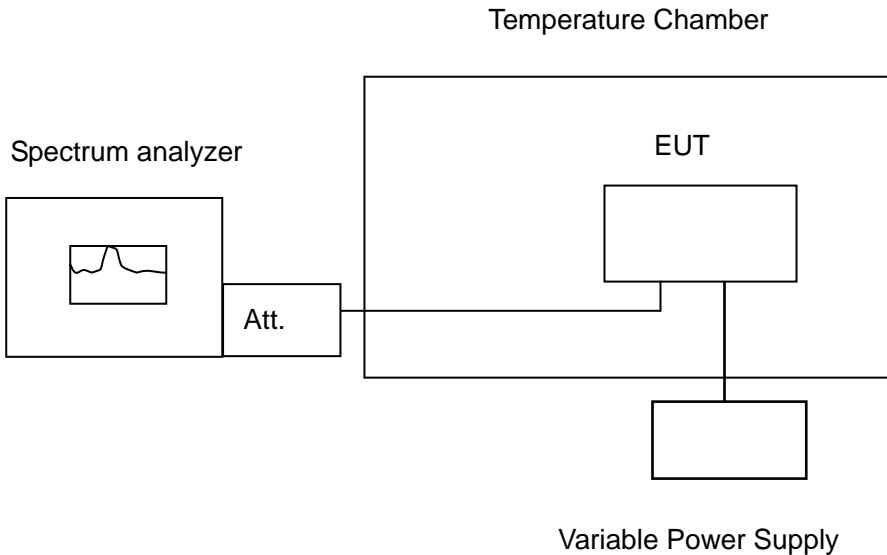 Temperature Chamber
Spectrum analyzer
EUT
Att.
Variable Power Supply